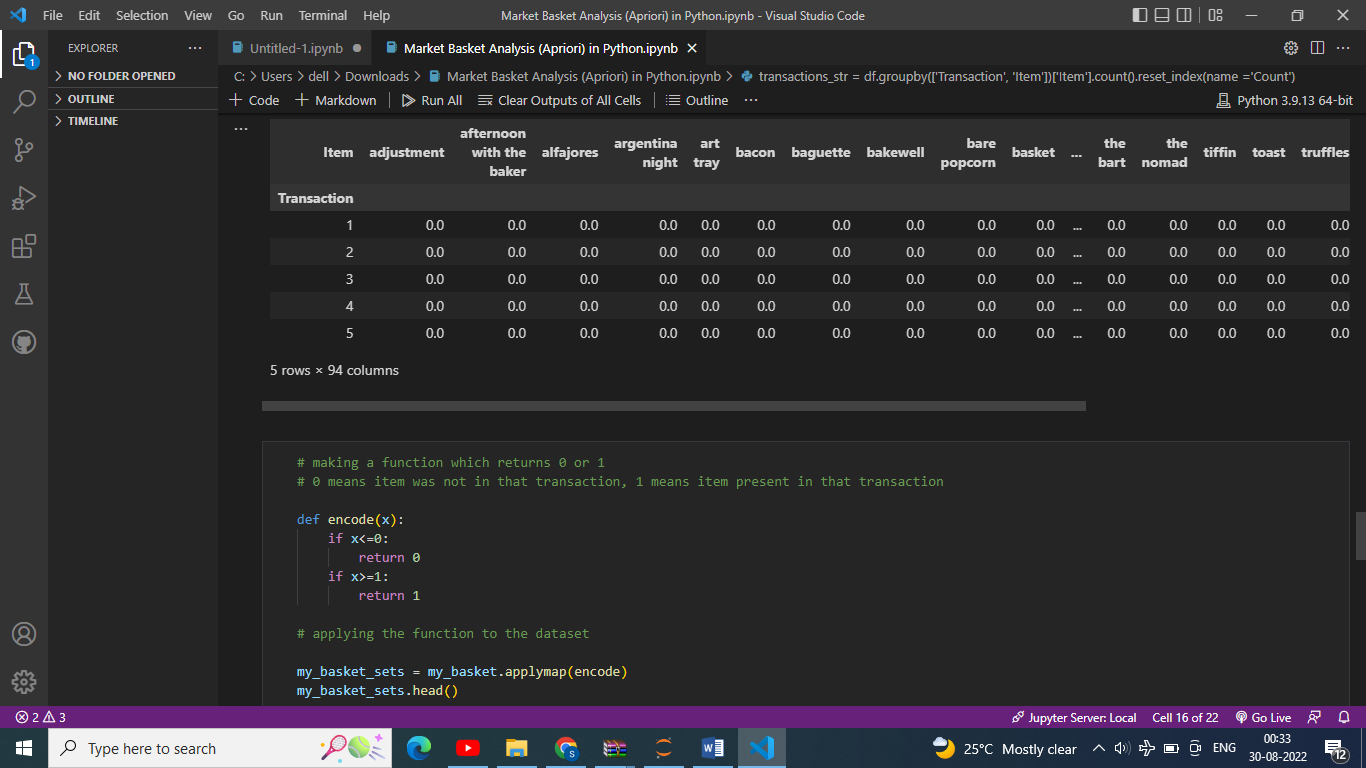 File Edit Selection View Go Run Terminal Help
Market Basket Analysis (Apriori) in Python.ipynb - Visual Studio Code
EXPLORER
1
NO FOLDER OPENED
OUTLINE
TIMELINE
Untitled-1.ipynb
Market Basket Analysis (Apriori) in Python.ipynb
C: > Users > dell > Downloads > Market Basket Analysis (Apriori) in Python.ipynb > transactions_str = df.groupby(['Transaction', 'Item'])['Item'].count().reset_index(name ='Count')
+ Code + Markdown Run All Clear Outputs of All Cells Outline ...
Python 3.9.13 64-bit
...
Item adjustment afternoon with the baker alfajores argentina night art tray bacon baguette bakewell bare popcorn basket ... the bart the nomad tiffin toast truffles
Transaction
1 0.0 0.0 0.0 0.0 0.0 0.0 0.0 0.0 0.0 0.0 ... 0.0 0.0 0.0 0.0 0.0
2 0.0 0.0 0.0 0.0 0.0 0.0 0.0 0.0 0.0 0.0 ... 0.0 0.0 0.0 0.0 0.0
3 0.0 0.0 0.0 0.0 0.0 0.0 0.0 0.0 0.0 0.0 ... 0.0 0.0 0.0 0.0 0.0
4 0.0 0.0 0.0 0.0 0.0 0.0 0.0 0.0 0.0 0.0 ... 0.0 0.0 0.0 0.0 0.0
5 0.0 0.0 0.0 0.0 0.0 0.0 0.0 0.0 0.0 0.0 ... 0.0 0.0 0.0 0.0 0.0
5 rows × 94 columns
# making a function which returns 0 or 1
# 0 means item was not in that transaction, 1 means item present in that transaction
def encode(x):
    if x<=0:
        return 0
    if x>=1:
        return 1
# applying the function to the dataset
my_basket_sets = my_basket.applymap(encode)
my_basket_sets.head()
2 3
Jupyter Server: Local Cell 16 of 22 Go Live
Type here to search
25°C Mostly clear
ENG
00:33
30-08-2022
12